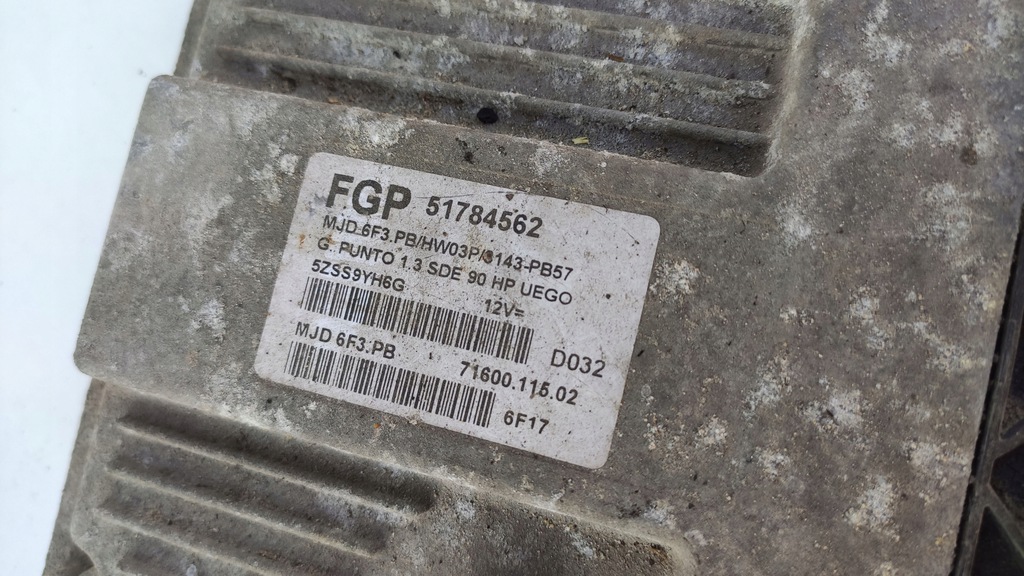 FGP 51784562
MJD 6F3.PB/HW03P/3143-PB57
G. PUNTO 1.3 SDE 90 HP UEGO
5ZSS9YH6G 12V=
D032
MJD 6F3.PB 71600.115.02
6F17